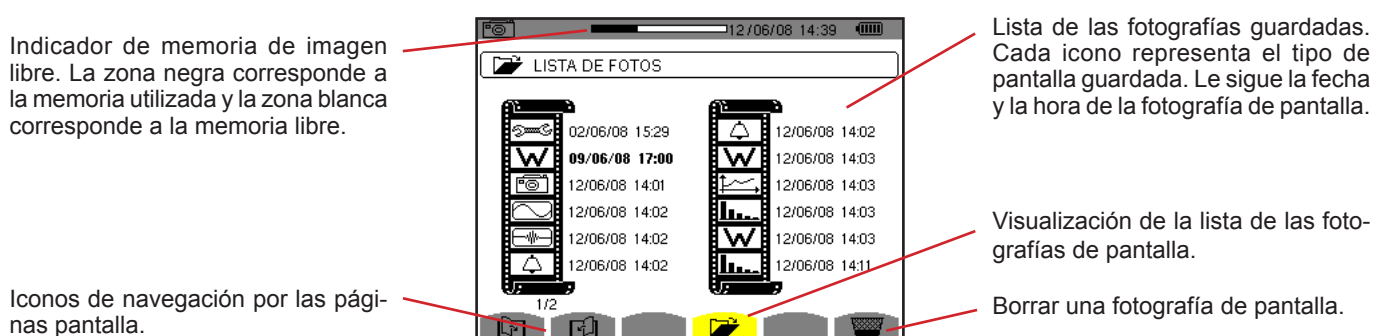 Indicador de memoria de imagen
libre. La zona negra corresponde a
la memoria utilizada y la zona blanca
corresponde a la memoria libre.
Iconos de navegación por las pági-
nas pantalla.
12/06/08 14:39
LISTA DE FOTOS
02/06/08 15:29
09/06/08 17:00
12/06/08 14:01
12/06/08 14:02
12/06/08 14:02
12/06/08 14:02
12/06/08 14:02
12/06/08 14:03
12/06/08 14:03
12/06/08 14:03
12/06/08 14:03
12/06/08 14:11
1/2
Lista de las fotografías guardadas.
Cada icono representa el tipo de
pantalla guardada. Le sigue la fecha
y la hora de la fotografía de pantalla.
Visualización de la lista de las foto-
grafías de pantalla.
Borrar una fotografía de pantalla.